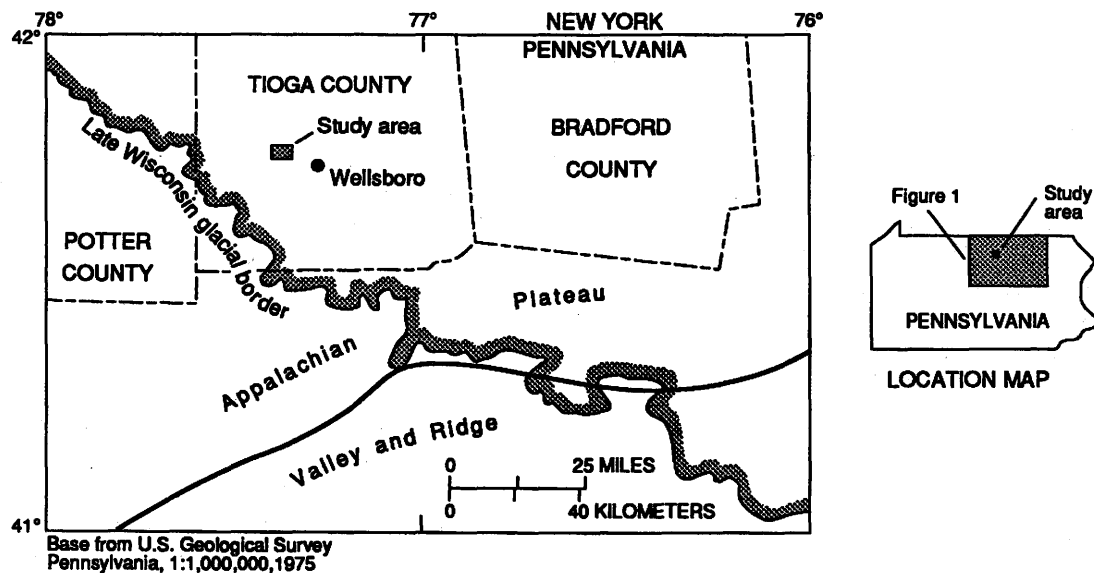 78°
77°
NEW YORK
76°
42°
PENNSYLVANIA
TIOGA COUNTY
Study area
Wellsboro
BRADFORD
COUNTY
Late Wisconsin glacial border
POTTER
COUNTY
Plateau
Appalachian
Valley and Ridge
0
25 MILES
0
40 KILOMETERS
41°
Base from U.S. Geological Survey
Pennsylvania, 1:1,000,000,1975
Figure 1
Study
area
PENNSYLVANIA
LOCATION MAP